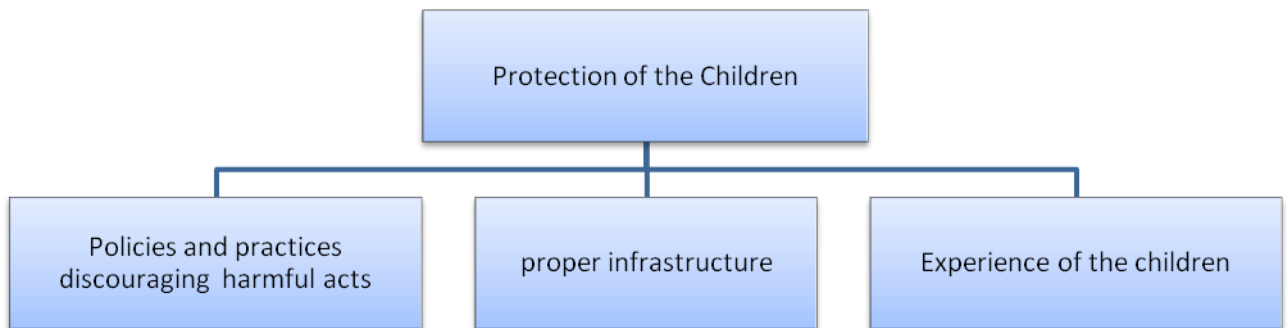 Protection of the Children
Policies and practices
discouraging harmful acts
proper infrastructure
Experience of the children